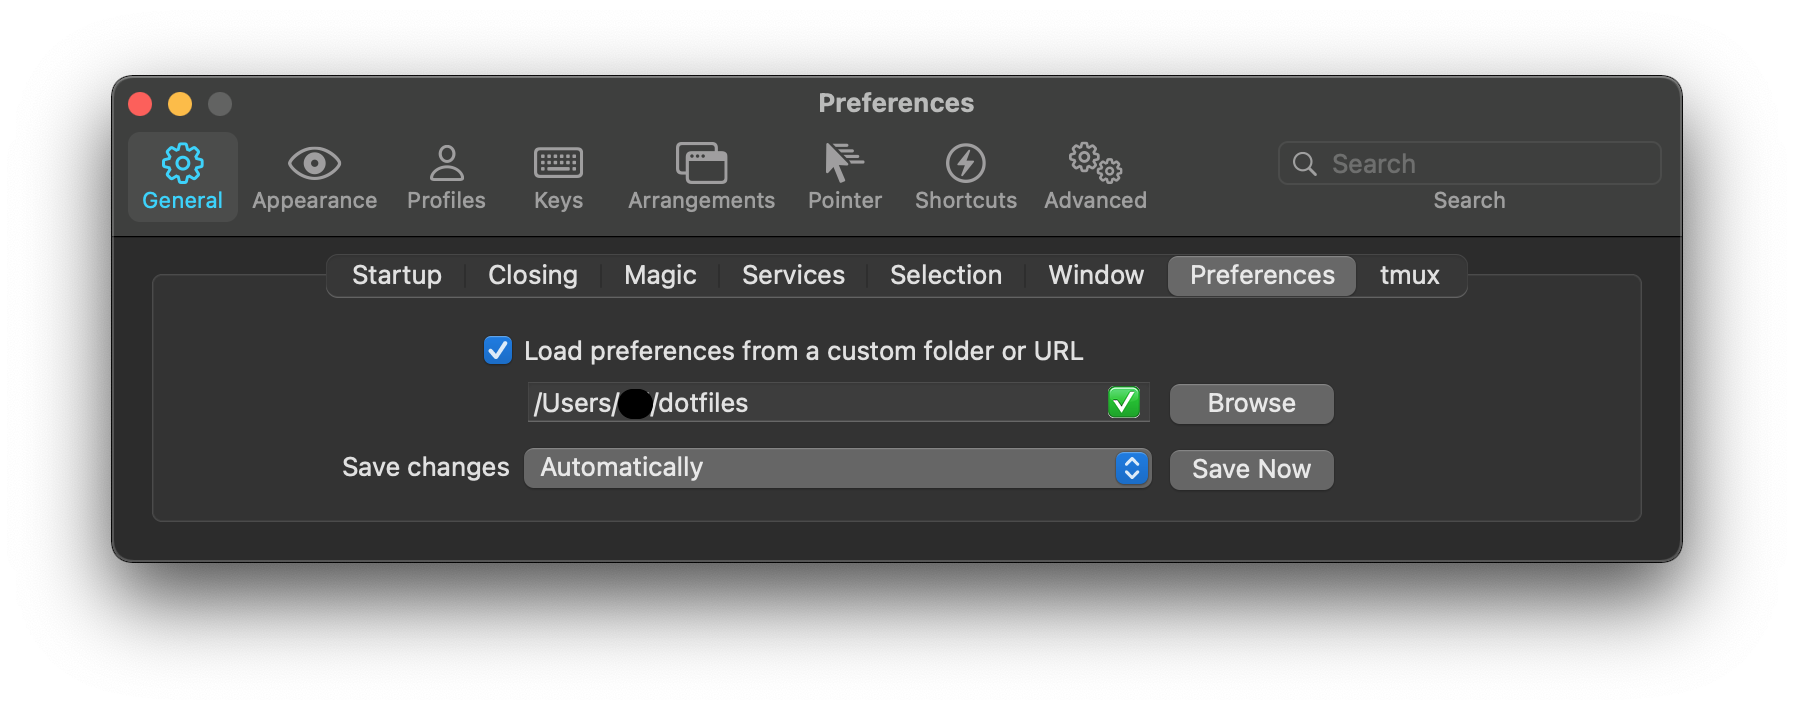 Preferences
General Appearance Profiles Keys Arrangements Pointer Shortcuts Advanced Search
Search
Startup Closing Magic Services Selection Window Preferences tmux
Load preferences from a custom folder or URL
/Users/ /dotfiles Browse
Save changes Automatically Save Now